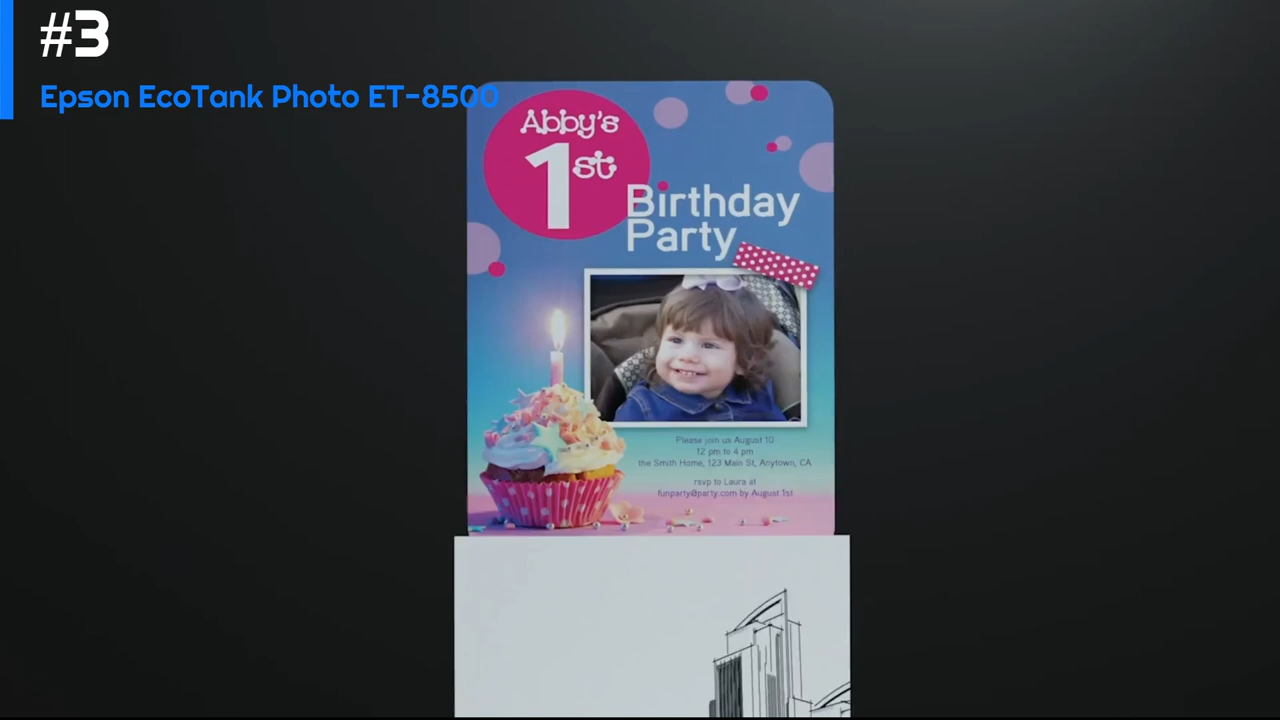 #3
Epson EcoTank Photo ET-8500
Abby's
1st
Birthday
Party
Please join us August 10
12 pm to 4 pm
the Smith Home, 123 Main St, Anytown, CA
rsvp to Laura at
funparty@party.com by August 1st